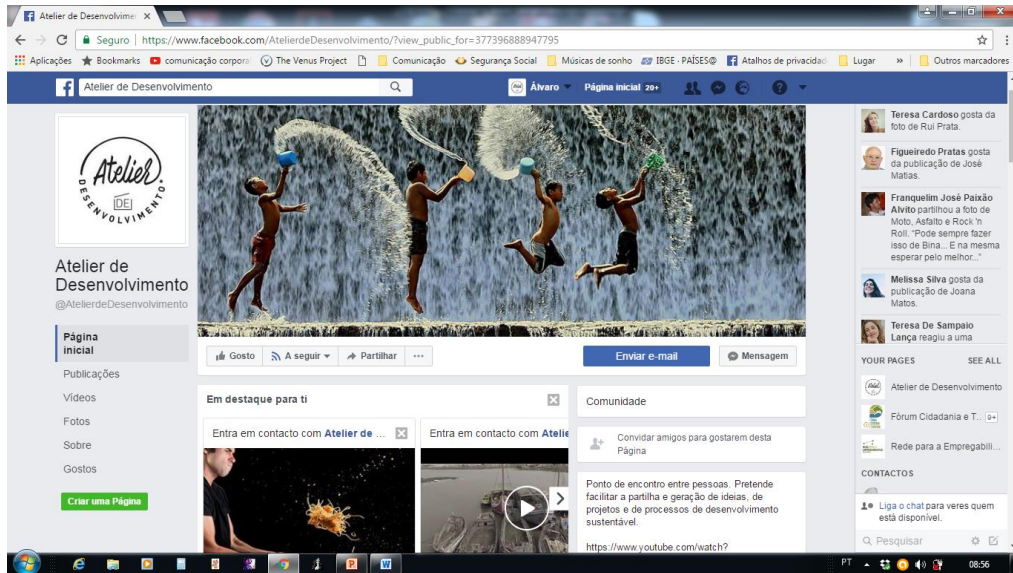 Atelier de Desenvolvimer
Seguro | https://www.facebook.com/AtelierdeDesenvolvimento/?view_public_for=377396888947795
Aplicações Bookmarks comunicação corpora The Venus Project Comunicação Segurança Social Músicas de sonho IBGE - PAÍSES@ Atalhos de privacidad Lugar » Outros marcadores
Atelier de Desenvolvimento
Álvaro Página inicial 20+
Atelier
DE
DESENVOLVIMENTO
Atelier de
Desenvolvimento
@AtelierdeDesenvolvimento
Página
inicial
Publicações
Vídeos
Fotos
Sobre
Gostos
Criar uma Página
Gosto A seguir Partilhar ...
Enviar e-mail Mensagem
Em destaque para ti
Entra em contacto com Atelier de ...
Entra em contacto com Atelie
Comunidade
Convidar amigos para gostarem desta
Página
Ponto de encontro entre pessoas. Pretende
facilitar a partilha e geração de ideias, de
projetos e de processos de desenvolvimento
sustentável.
https://www.youtube.com/watch?
Teresa Cardoso gosta da
foto de Rui Prata.
Figueiredo Pratas gosta
da publicação de José
Matias.
Franquelim José Paixão
Alvito partilhou a foto de
Moto, Asfalto e Rock 'n
Roll. "Pode sempre fazer
isso de Bina... E na mesma
esperar pelo melhor..."
Melissa Silva gosta da
publicação de Joana
Matos.
Teresa De Sampaio
Lança reagiu a uma
YOUR PAGES SEE ALL
Atelier de Desenvolvimento
Fórum Cidadania e T.. 9+
Rede para a Empregabili...
CONTACTOS
Liga o chat para veres quem
está disponível.
Pesquisar
PT 08:56